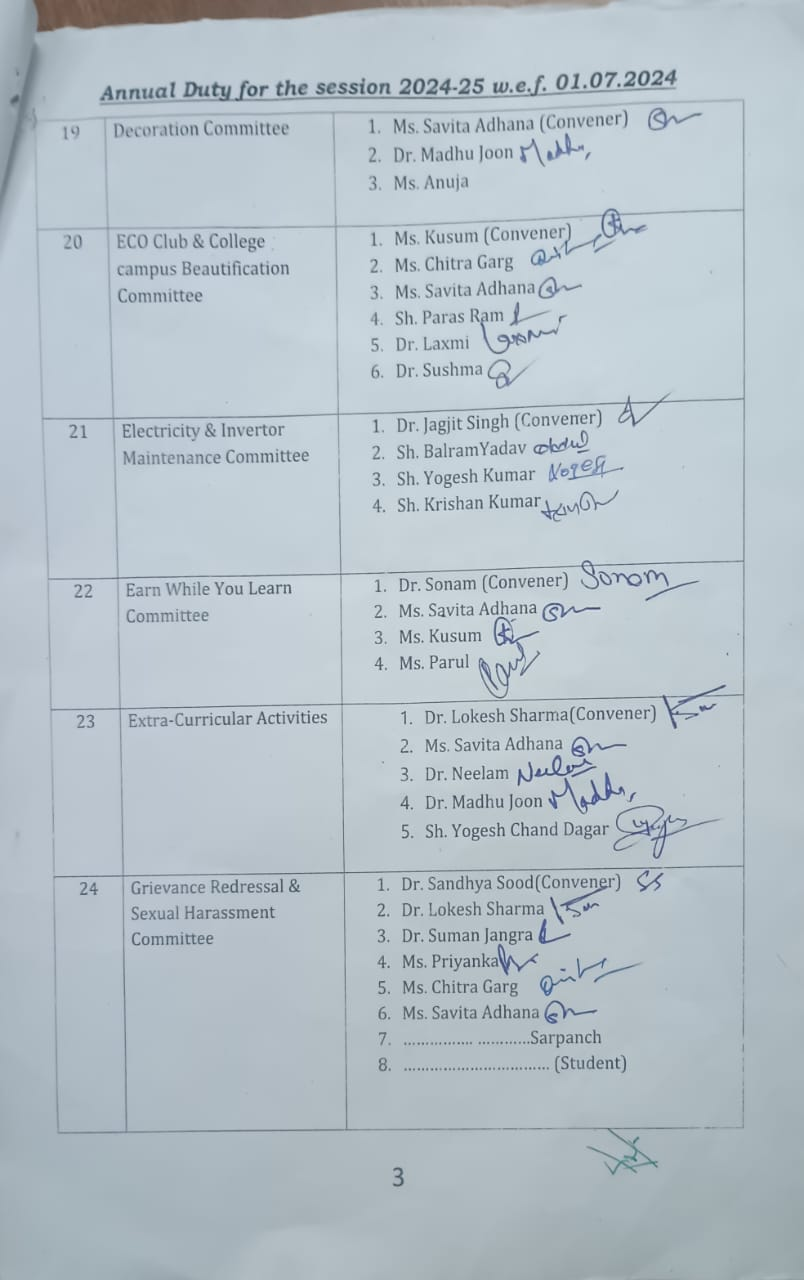 Annual Duty for the session 2024-25 w.e.f. 01.07.2024
19 Decoration Committee
1. Ms. Savita Adhana (Convener)
2. Dr. Madhu Joon Madhu
3. Ms. Anuja
20 ECO Club & College
campus Beautification
Committee
1. Ms. Kusum (Convener)
2. Ms. Chitra Garg
3. Ms. Savita Adhana
4. Sh. Paras Ram
5. Dr. Laxmi
6. Dr. Sushma
21 Electricity & Invertor
Maintenance Committee
1. Dr. Jagjit Singh (Convener)
2. Sh. BalramYadav
3. Sh. Yogesh Kumar
4. Sh. Krishan Kumar
22 Earn While You Learn
Committee
1. Dr. Sonam (Convener) Sonam
2. Ms. Savita Adhana
3. Ms. Kusum
4. Ms. Parul Parul
23 Extra-Curricular Activities
1. Dr. Lokesh Sharma(Convener)
2. Ms. Savita Adhana
3. Dr. Neelam Neelam
4. Dr. Madhu Joon Madhu
5. Sh. Yogesh Chand Dagar
24 Grievance Redressal &
Sexual Harassment
Committee
1. Dr. Sandhya Sood(Convener) SS
2. Dr. Lokesh Sharma
3. Dr. Suman Jangra
4. Ms. Priyanka
5. Ms. Chitra Garg
6. Ms. Savita Adhana
7. ................. .............Sarpanch
8. .................................... (Student)
3